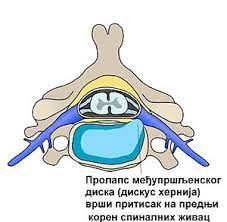 Пролапс међупршљенског
диска (дискус хернија)
врши притисак на предњи
корен спиналних живац